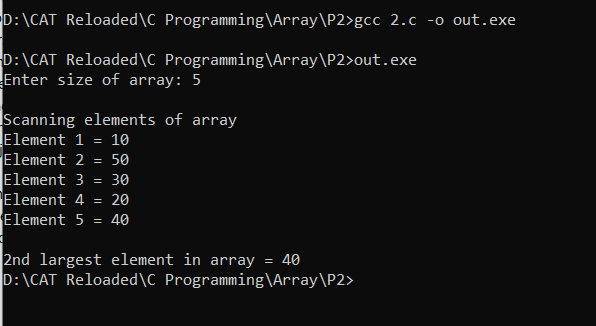 D:\CAT Reloaded\C Programming\Array\P2>gcc 2.c -o out.exe
D:\CAT Reloaded\C Programming\Array\P2>out.exe
Enter size of array: 5
Scanning elements of array
Element 1 = 10
Element 2 = 50
Element 3 = 30
Element 4 = 20
Element 5 = 40
2nd largest element in array = 40
D:\CAT Reloaded\C Programming\Array\P2>